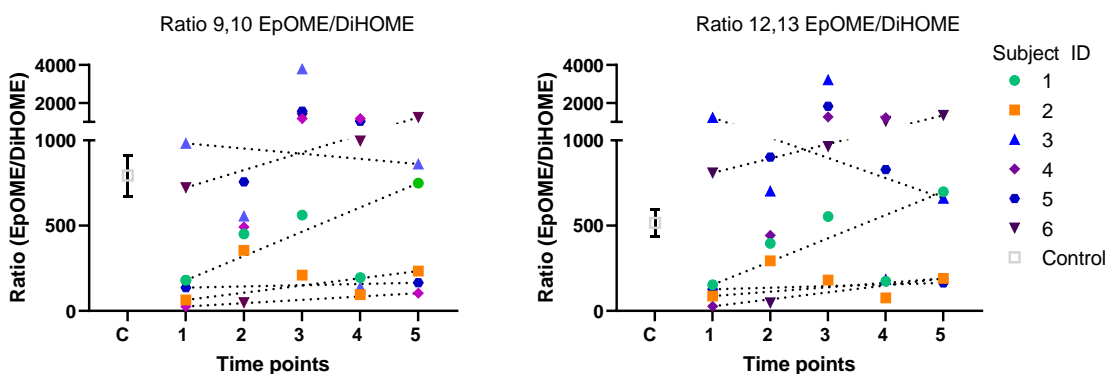 Ratio 9,10 EpOME/DiHOME
Ratio (EpOME/DiHOME)
4000
2000
1000
500
0
C 1 2 3 4 5
Time points
Ratio 12,13 EpOME/DiHOME
Ratio (EpOME/DiHOME)
4000
2000
1000
500
0
C 1 2 3 4 5
Time points
Subject ID
1
2
3
4
5
6
Control